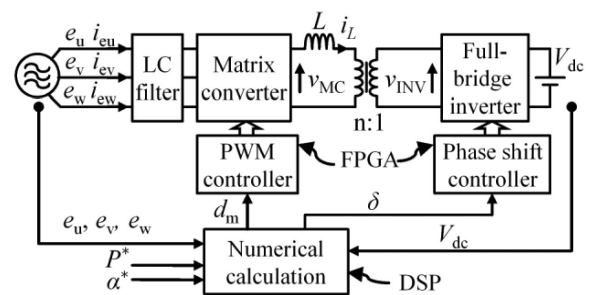 e_u i_eu
e_v i_ev
e_w i_ew
LC
filter
Matrix
converter
L
i_L
v_MC
n:1
v_INV
Full-
bridge
inverter
V_dc
PWM
controller
FPGA
Phase shift
controller
d_m
δ
e_u, e_v, e_w
V_dc
P*
α*
Numerical
calculation
DSP